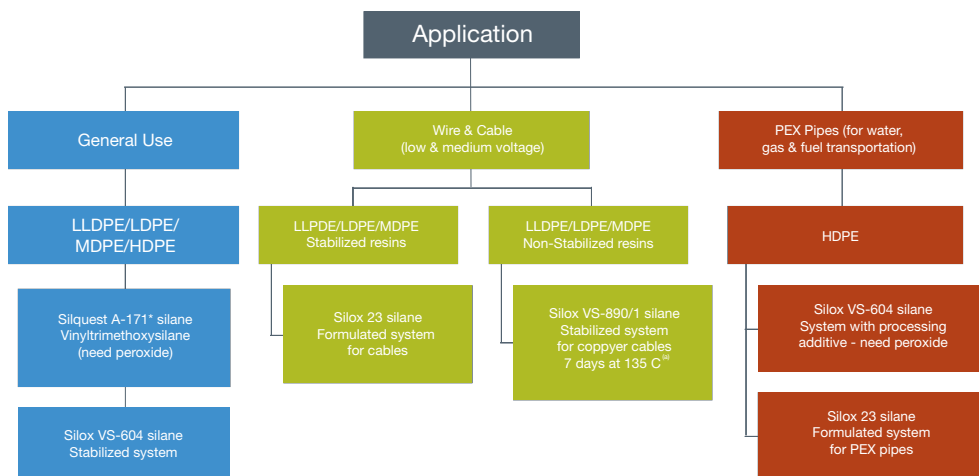 Application
General Use
Wire & Cable
(low & medium voltage)
PEX Pipes (for water,
gas & fuel transportation)
LLDPE/LDPE/
MDPE/HDPE
LLPDE/LDPE/MDPE
Stabilized resins
LLDPE/LDPE/MDPE
Non-Stabilized resins
HDPE
Silquest A-171* silane
Vinyltrimethoxysilane
(need peroxide)
Silox 23 silane
Formulated system
for cables
Silox VS-890/1 silane
Stabilized system
for coppyer cables
7 days at 135 C(a)
Silox VS-604 silane
System with processing
additive - need peroxide
Silox VS-604 silane
Stabilized system
Silox 23 silane
Formulated system
for PEX pipes